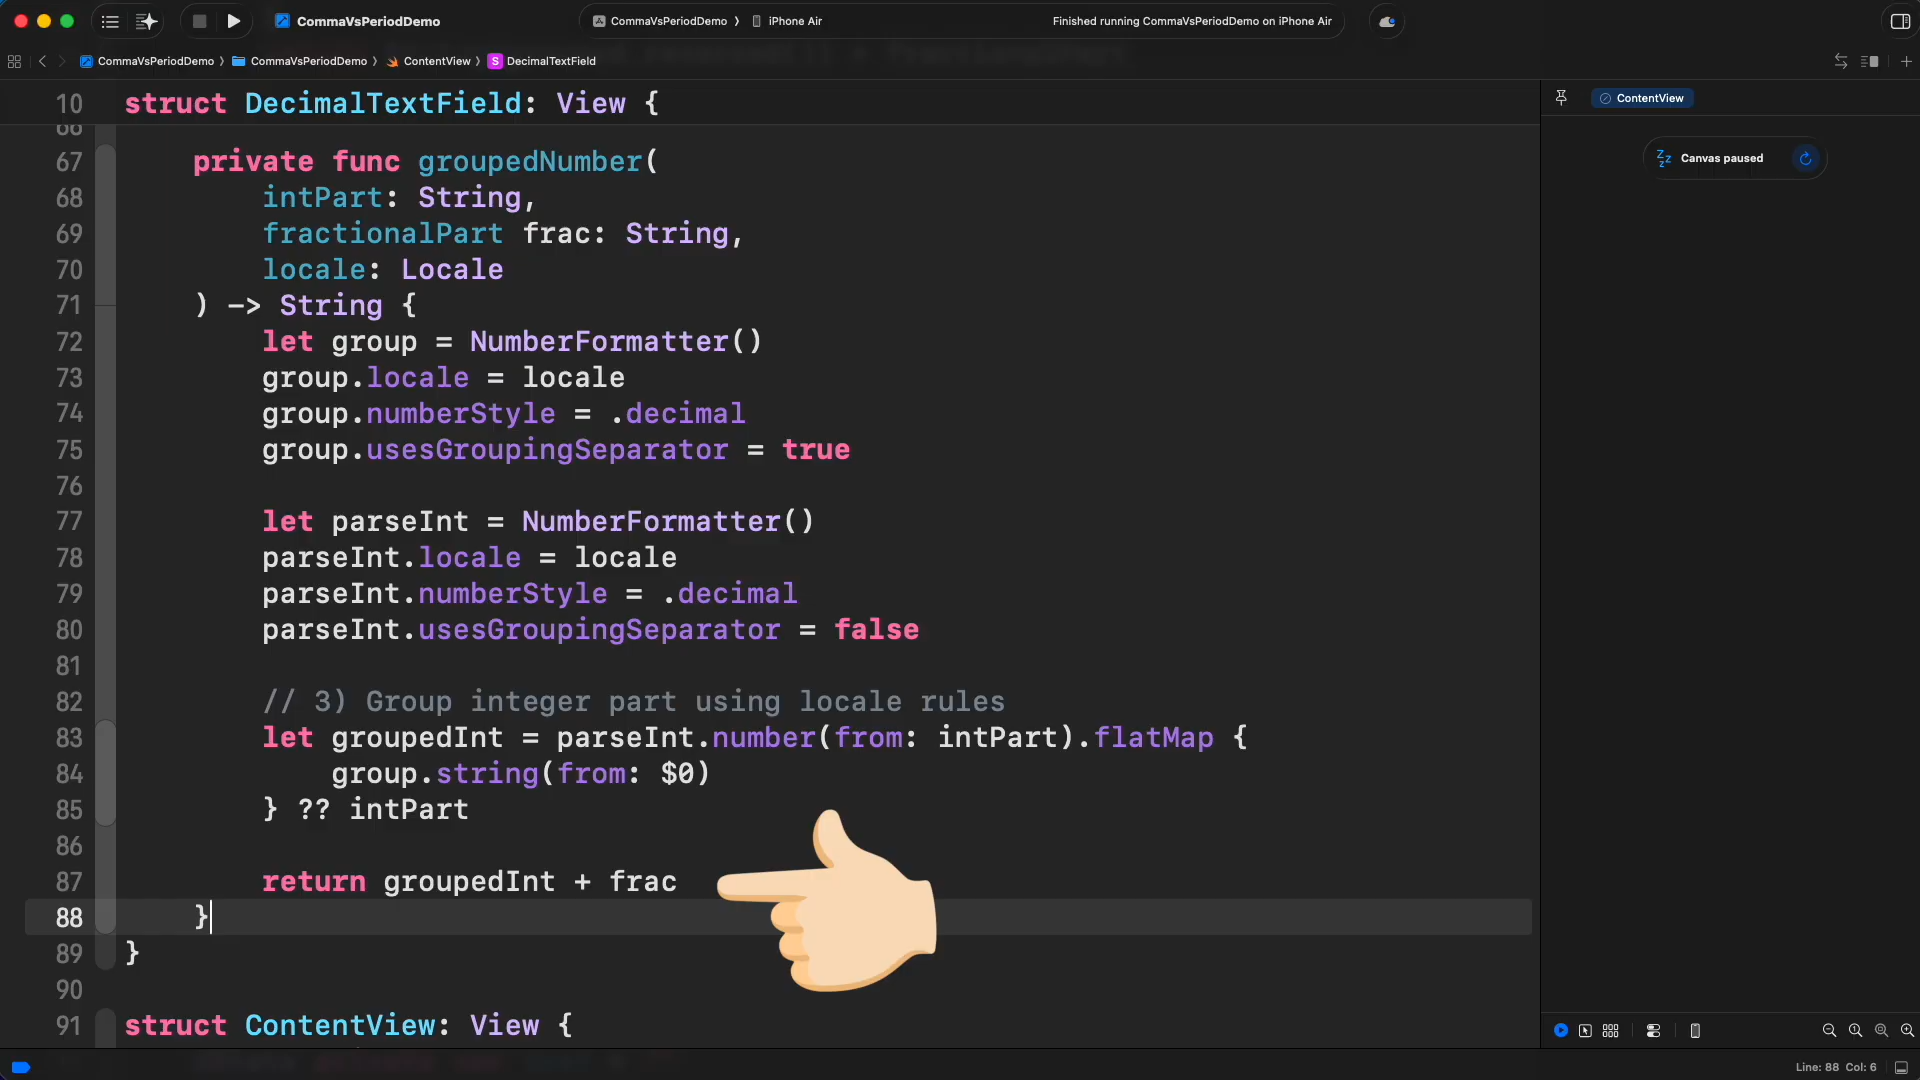 CommaVsPeriodDemo
CommaVsPeriodDemo 〉 iPhone Air
Finished running CommaVsPeriodDemo on iPhone Air
CommaVsPeriodDemo 〉 CommaVsPeriodDemo 〉 ContentView 〉 S DecimalTextField
10 struct DecimalTextField: View {
66
67 private func groupedNumber(
68 intPart: String,
69 fractionalPart frac: String,
70 locale: Locale
71 ) -> String {
72 let group = NumberFormatter()
73 group.locale = locale
74 group.numberStyle = .decimal
75 group.usesGroupingSeparator = true
76
77 let parseInt = NumberFormatter()
78 parseInt.locale = locale
79 parseInt.numberStyle = .decimal
80 parseInt.usesGroupingSeparator = false
81
82 // 3) Group integer part using locale rules
83 let groupedInt = parseInt.number(from: intPart).flatMap {
84 group.string(from: $0)
85 } ?? intPart
86
87 return groupedInt + frac
88 }
89 }
90
91 struct ContentView: View {
ContentView
Canvas paused
Line: 88 Col: 6